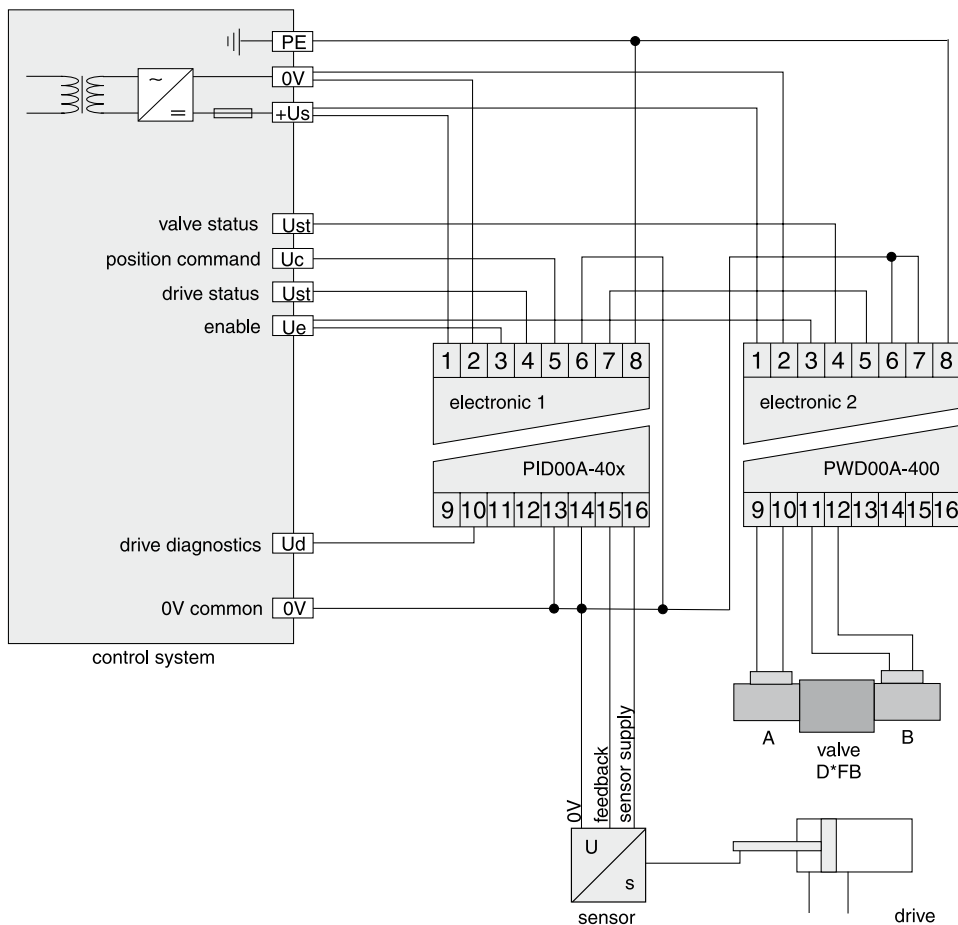 PE
0V
~
=
+Us
valve status Ust
position command Uc
drive status Ust
enable Ue
1 2 3 4 5 6 7 8
electronic 1
PID00A-40x
9 10 11 12 13 14 15 16
1 2 3 4 5 6 7 8
electronic 2
PWD00A-400
9 10 11 12 13 14 15 16
drive diagnostics Ud
0V common 0V
control system
A
valve
D*FB
B
0V
feedback
sensor supply
U
s
sensor
drive